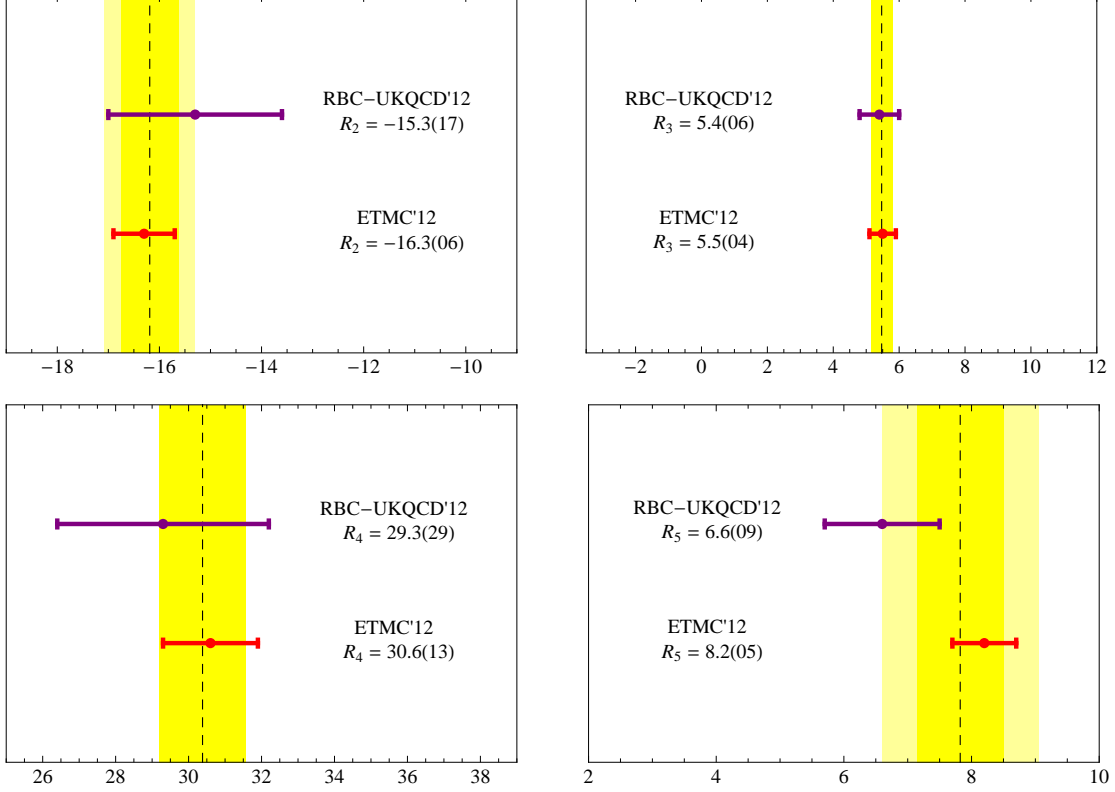 RBC−UKQCD'12
R₂ = −15.3(17)
ETMC'12
R₂ = −16.3(06)
−18 −16 −14 −12 −10
RBC−UKQCD'12
R₃ = 5.4(06)
ETMC'12
R₃ = 5.5(04)
−2 0 2 4 6 8 10 12
RBC−UKQCD'12
R₄ = 29.3(29)
ETMC'12
R₄ = 30.6(13)
26 28 30 32 34 36 38
RBC−UKQCD'12
R₅ = 6.6(09)
ETMC'12
R₅ = 8.2(05)
2 4 6 8 10